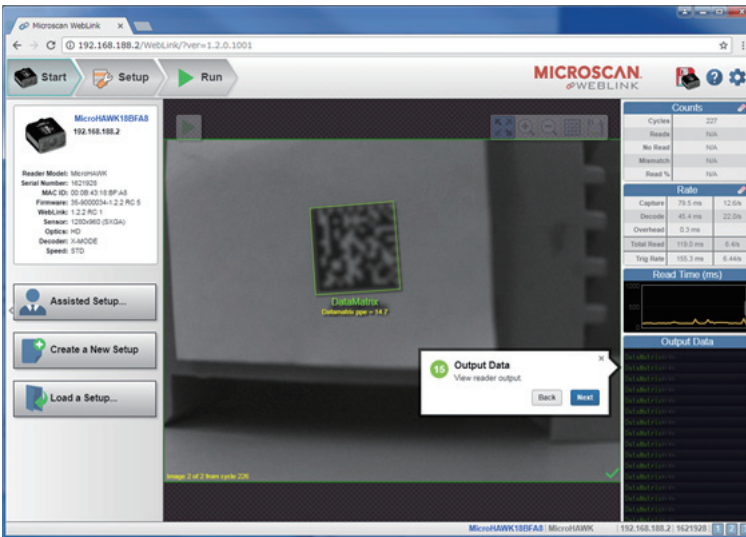 Microscan WebLink
192.168.188.2/WebLink/?ver=1.2.0.1001
Start
Setup
Run
MICROSCAN.
WEBLINK
MicroHAWK18BFA8
192.168.188.2
Reader Model: MicroHAWK
Serial Number: 1621928
MAC ID: 00:0B:43:18:BF:A8
Firmware: 35-9000034-1.2.2 RC 5
WebLink: 1.2.2 RC 1
Sensor: 1280x960 (SXGA)
Optics: HD
Decoder: X-MODE
Speed: STD
Assisted Setup...
Create a New Setup
Load a Setup...
DataMatrix
Datamatrix ppe = 14.7
Image 2 of 2 from cycle 226
15 Output Data
View reader output.
Back
Next
Counts
Cycles 227
Reads N/A
No Read N/A
Mismatch N/A
Read % N/A
Rate
Capture 79.5 ms 12.6/s
Decode 45.4 ms 22.0/s
Overhead 0.3 ms
Total Read 119.0 ms 8.4/s
Trig Rate 155.3 ms 6.44/s
Read Time (ms)
1000
500
0
Output Data
MicroHAWK18BFA8 MicroHAWK 192.168.188.2 1621928 1 2